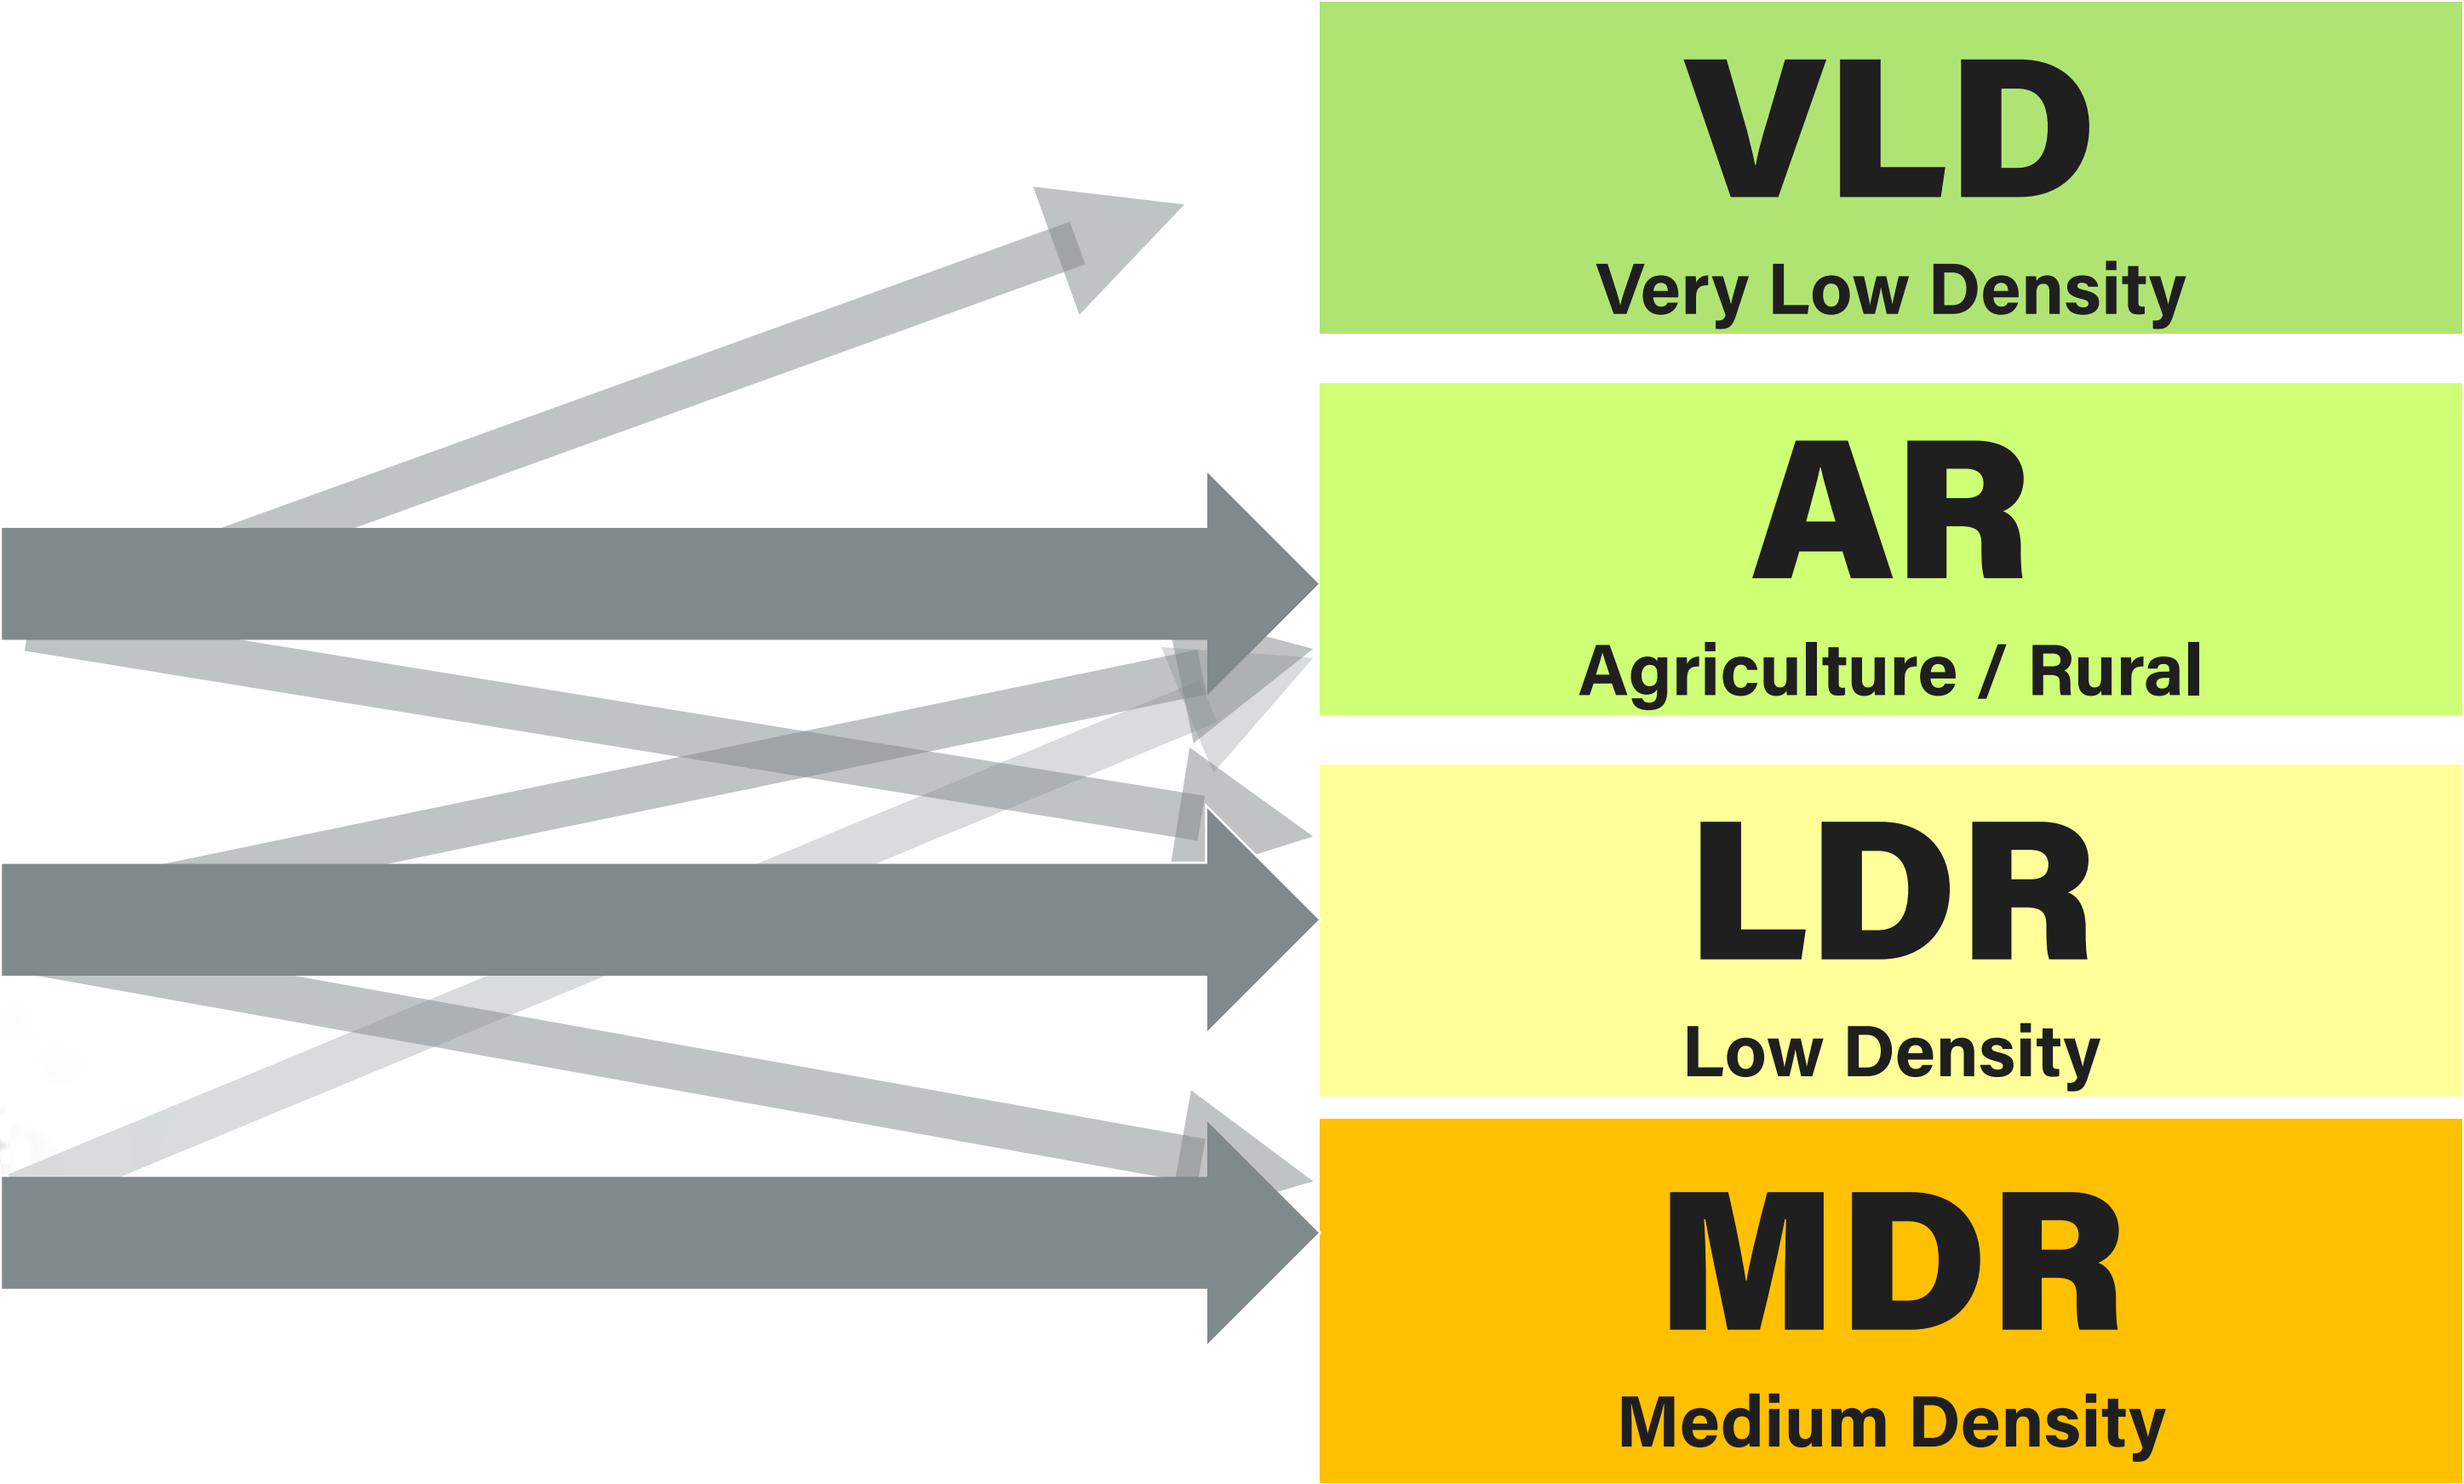 VLD
Very Low Density
AR
Agriculture / Rural
LDR
Low Density
MDR
Medium Density